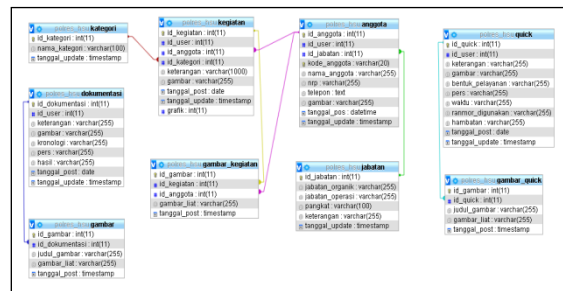 polres_hsu kategori
id_kategori : int(11)
nama_kategori : varchar(100)
tanggal_update : timestamp
polres_hsu kegiatan
id_kegiatan : int(11)
id_user : int(11)
id_anggota : int(11)
id_kategori : int(11)
keterangan : varchar(1000)
gambar : varchar(255)
tanggal_post : date
tanggal_update : timestamp
grafik : int(11)
polres_hsu anggota
id_anggota : int(11)
id_user : int(11)
id_jabatan : int(11)
kode_anggota : varchar(20)
nama_anggota : varchar(255)
nrp : varchar(255)
telepon : text
gambar : varchar(255)
tanggal_pos : datetime
tanggal_update : timestamp
polres_hsu quick
id_quick : int(11)
id_user : int(11)
keterangan : varchar(255)
gambar : varchar(255)
bentuk_pelayanan : varchar(255)
pers : varchar(255)
waktu : varchar(255)
ranmor_digunakan : varchar(255)
hambatan : varchar(255)
tanggal_post : date
tanggal_update : timestamp
polres_hsu dokumentasi
id_dokumentasi : int(11)
id_user : int(11)
keterangan : varchar(255)
gambar : varchar(255)
kronologi : varchar(255)
pers : varchar(255)
hasil : varchar(255)
tanggal_post : date
tanggal_update : timestamp
polres_hsu gambar_kegiatan
id_gambar : int(11)
id_kegiatan : int(11)
id_anggota : int(11)
gambar_liat : varchar(255)
tanggal_post : timestamp
polres_hsu jabatan
id_jabatan : int(11)
jabatan_organik : varchar(255)
jabatan_operasi : varchar(255)
pangkat : varchar(100)
keterangan : varchar(255)
tanggal_update : timestamp
polres_hsu gambar_quick
id_gambar : int(11)
id_quick : int(11)
judul_gambar : varchar(255)
gambar_liat : varchar(255)
tanggal_post : timestamp
polres_hsu gambar
id_gambar : int(11)
id_dokumentasi : int(11)
judul_gambar : varchar(255)
gambar_liat : varchar(255)
tanggal_post : timestamp